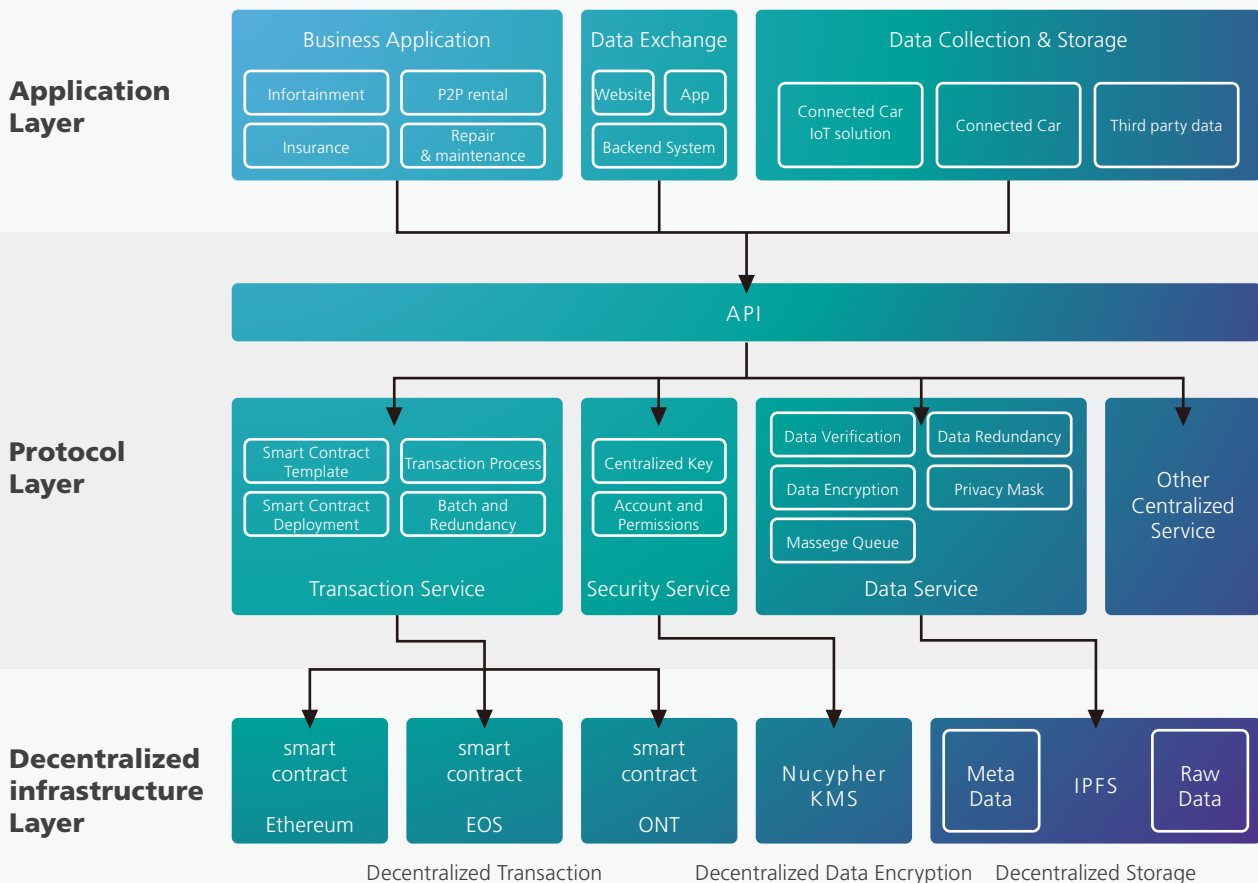 Application
Layer
Business Application
Infortainment
P2P rental
Insurance
Repair
& maintenance
Data Exchange
Website
App
Backend System
Data Collection & Storage
Connected Car
IoT solution
Connected Car
Third party data
API
Protocol
Layer
Smart Contract
Template
Transaction Process
Smart Contract
Deployment
Batch and
Redundancy
Transaction Service
Centralized Key
Account and
Permissions
Security Service
Data Verification
Data Redundancy
Data Encryption
Privacy Mask
Massege Queue
Data Service
Other
Centralized
Service
Decentralized
infrastructure
Layer
smart
contract
Ethereum
smart
contract
EOS
smart
contract
ONT
Nucypher
KMS
Meta
Data
IPFS
Raw
Data
Decentralized Transaction
Decentralized Data Encryption
Decentralized Storage